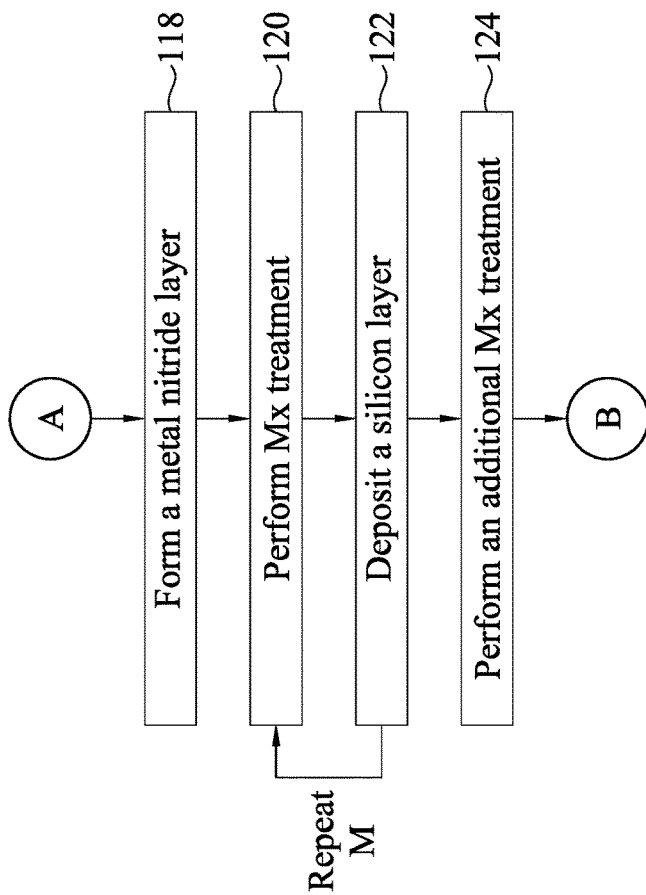 A
Form a metal nitride layer
118
Perform Mx treatment
120
Repeat
M
Deposit a silicon layer
122
Perform an additional Mx treatment
124
B